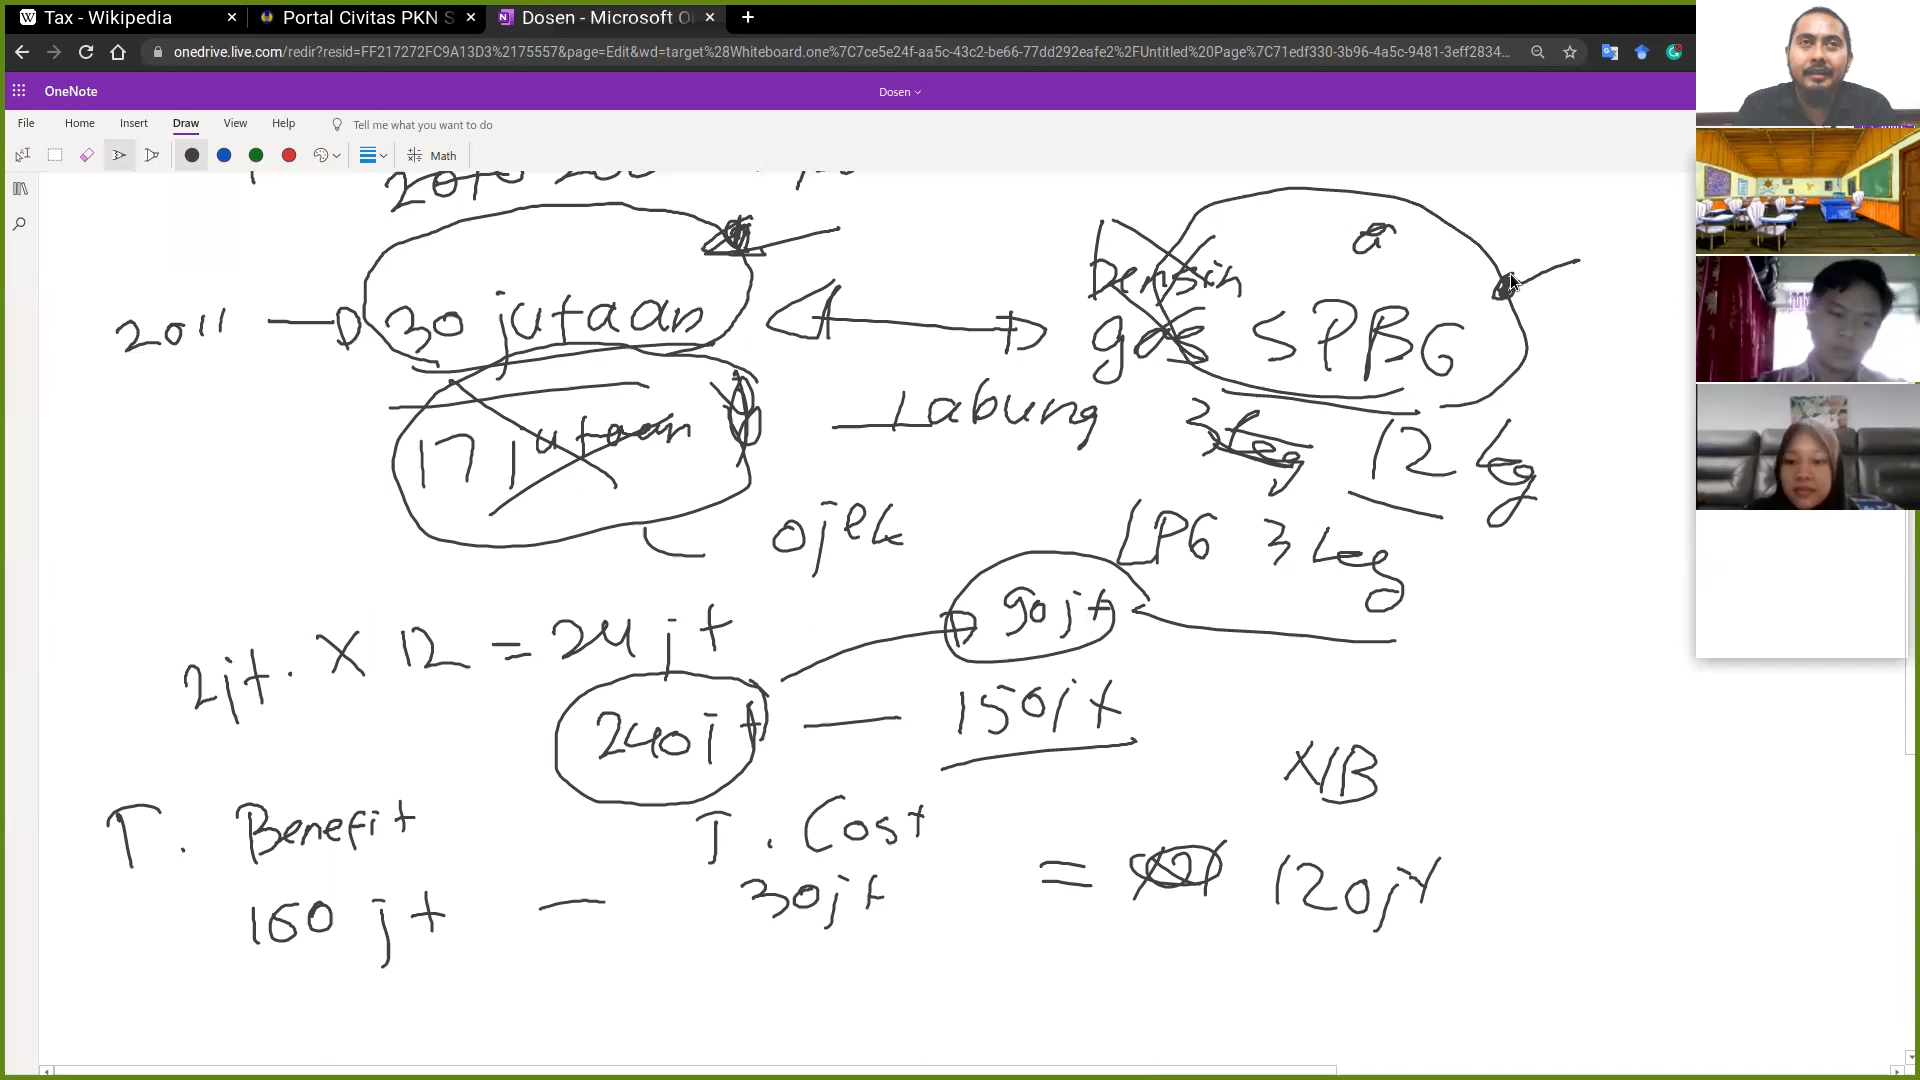 Tax - Wikipedia
Portal Civitas PKN S
Dosen - Microsoft O
onedrive.live.com/redir?resid=FF217272FC9A13D3%2175557&page=Edit&wd=target%28Whiteboard.one%7C7ce5e24f-aa5c-43c2-be66-77dd292eafe2%2FUntitled%20Page%7C71edf330-3b96-4a5c-9481-3eff2834...
OneNote
Dosen
File Home Insert Draw View Help Tell me what you want to do
Math
bensin
2011 30 jutaan gas SPBG
17 jutaan Tabung 3 kg 12 kg
ojek LPG 3 kg
2jt. X 12 = 24 jt 90 jt
240 jt 150 jt
NB
T. Benefit T. Cost
160 jt — 30 jt = 120 jt